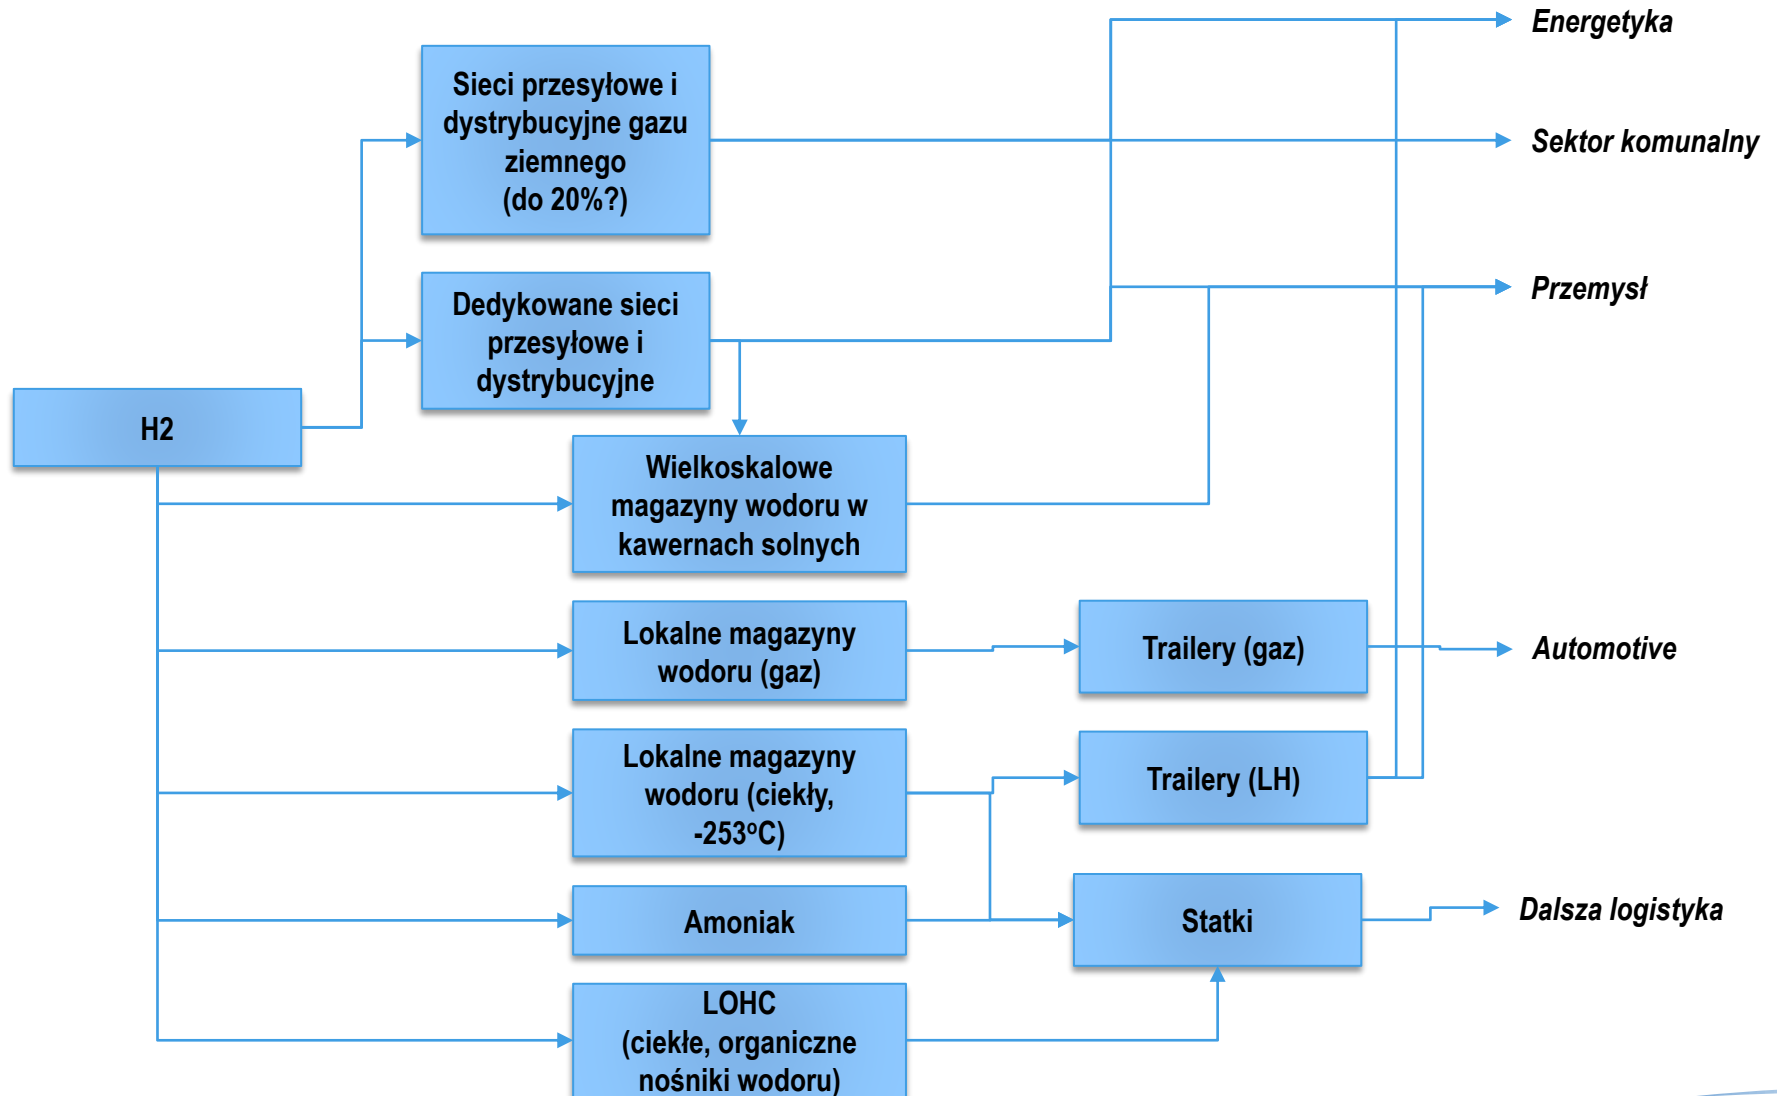 Energetyka
Sieci przesyłowe i
dystrybucyjne gazu
ziemnego
(do 20%?)
Sektor komunalny
Dedykowane sieci
przesyłowe i
dystrybucyjne
Przemysł
H2
Wielkoskalowe
magazyny wodoru w
kawernach solnych
Lokalne magazyny
wodoru (gaz)
Trailery (gaz)
Automotive
Lokalne magazyny
wodoru (ciekły,
-253ºC)
Trailery (LH)
Amoniak
Statki
Dalsza logistyka
LOHC
(ciekłe, organiczne
nośniki wodoru)